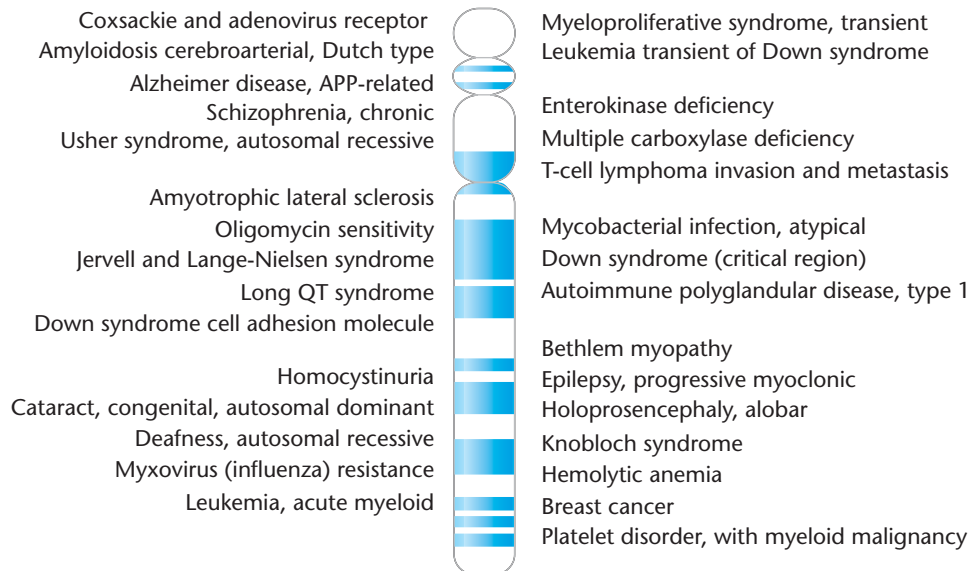 Coxsackie and adenovirus receptor
Amyloidosis cerebroarterial, Dutch type
Alzheimer disease, APP-related
Schizophrenia, chronic
Usher syndrome, autosomal recessive
Amyotrophic lateral sclerosis
Oligomycin sensitivity
Jervell and Lange-Nielsen syndrome
Long QT syndrome
Down syndrome cell adhesion molecule
Homocystinuria
Cataract, congenital, autosomal dominant
Deafness, autosomal recessive
Myxovirus (influenza) resistance
Leukemia, acute myeloid
Myeloproliferative syndrome, transient
Leukemia transient of Down syndrome
Enterokinase deficiency
Multiple carboxylase deficiency
T-cell lymphoma invasion and metastasis
Mycobacterial infection, atypical
Down syndrome (critical region)
Autoimmune polyglandular disease, type 1
Bethlem myopathy
Epilepsy, progressive myoclonic
Holoprosencephaly, alobar
Knobloch syndrome
Hemolytic anemia
Breast cancer
Platelet disorder, with myeloid malignancy